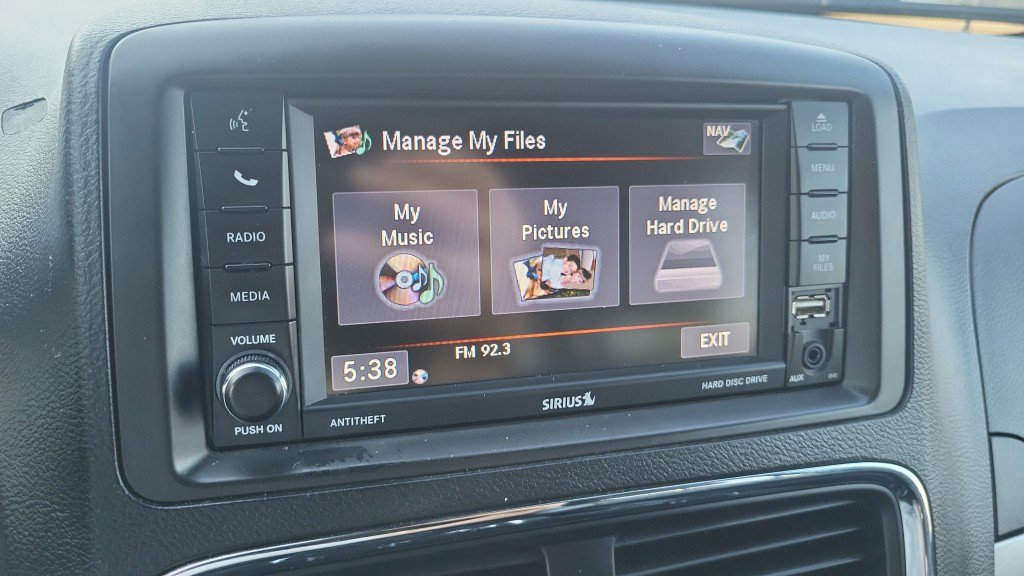 Manage My Files
NAV
My
Music
My
Pictures
Manage
Hard Drive
FM 92.3
EXIT
5:38
RADIO
MEDIA
VOLUME
PUSH ON
ANTITHEFT
SIRIUS
HARD DISC DRIVE
LOAD
MENU
AUDIO
MY
FILES
AUX